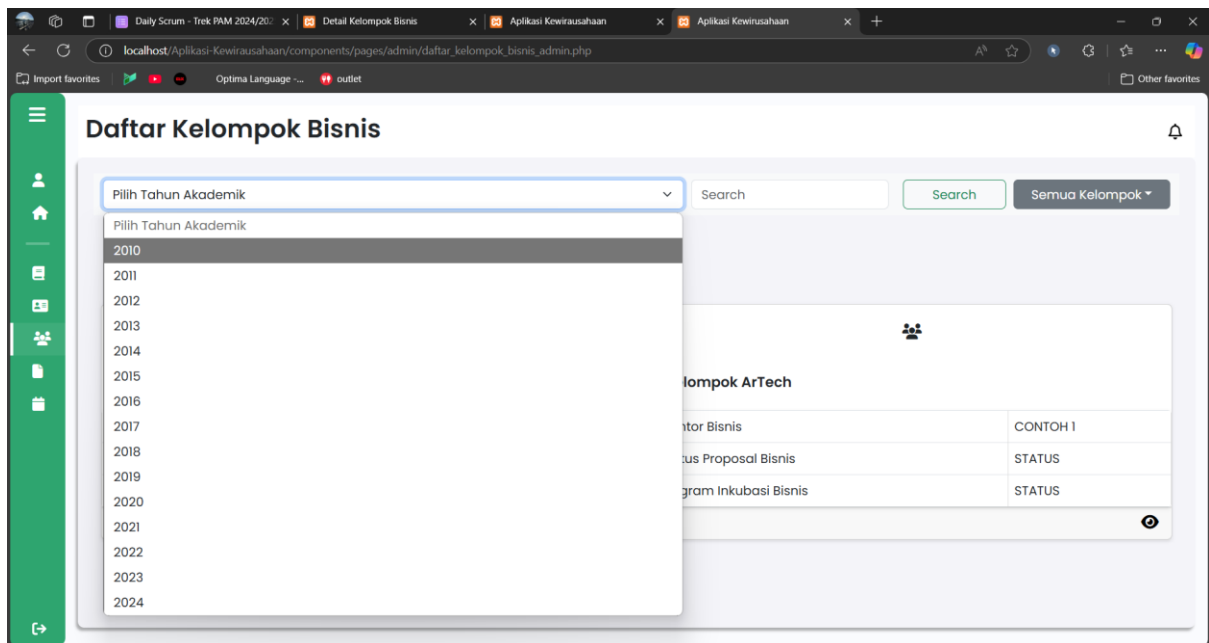 Daily Scrum - Trek PAM 2024/202
Detail Kelompok Bisnis
Aplikasi Kewirausahaan
Aplikasi Kewirusahaan
localhost/Aplikasi-Kewirausahaan/components/pages/admin/daftar_kelompok_bisnis_admin.php
Import favorites
Optima Language -...
outlet
Other favorites
Daftar Kelompok Bisnis
Pilih Tahun Akademik
Search
Search
Semua Kelompok
Pilih Tahun Akademik
2010
2011
2012
2013
2014
2015
2016
2017
2018
2019
2020
2021
2022
2023
2024
lompok ArTech
ntor Bisnis CONTOH 1
tus Proposal Bisnis STATUS
gram Inkubasi Bisnis STATUS